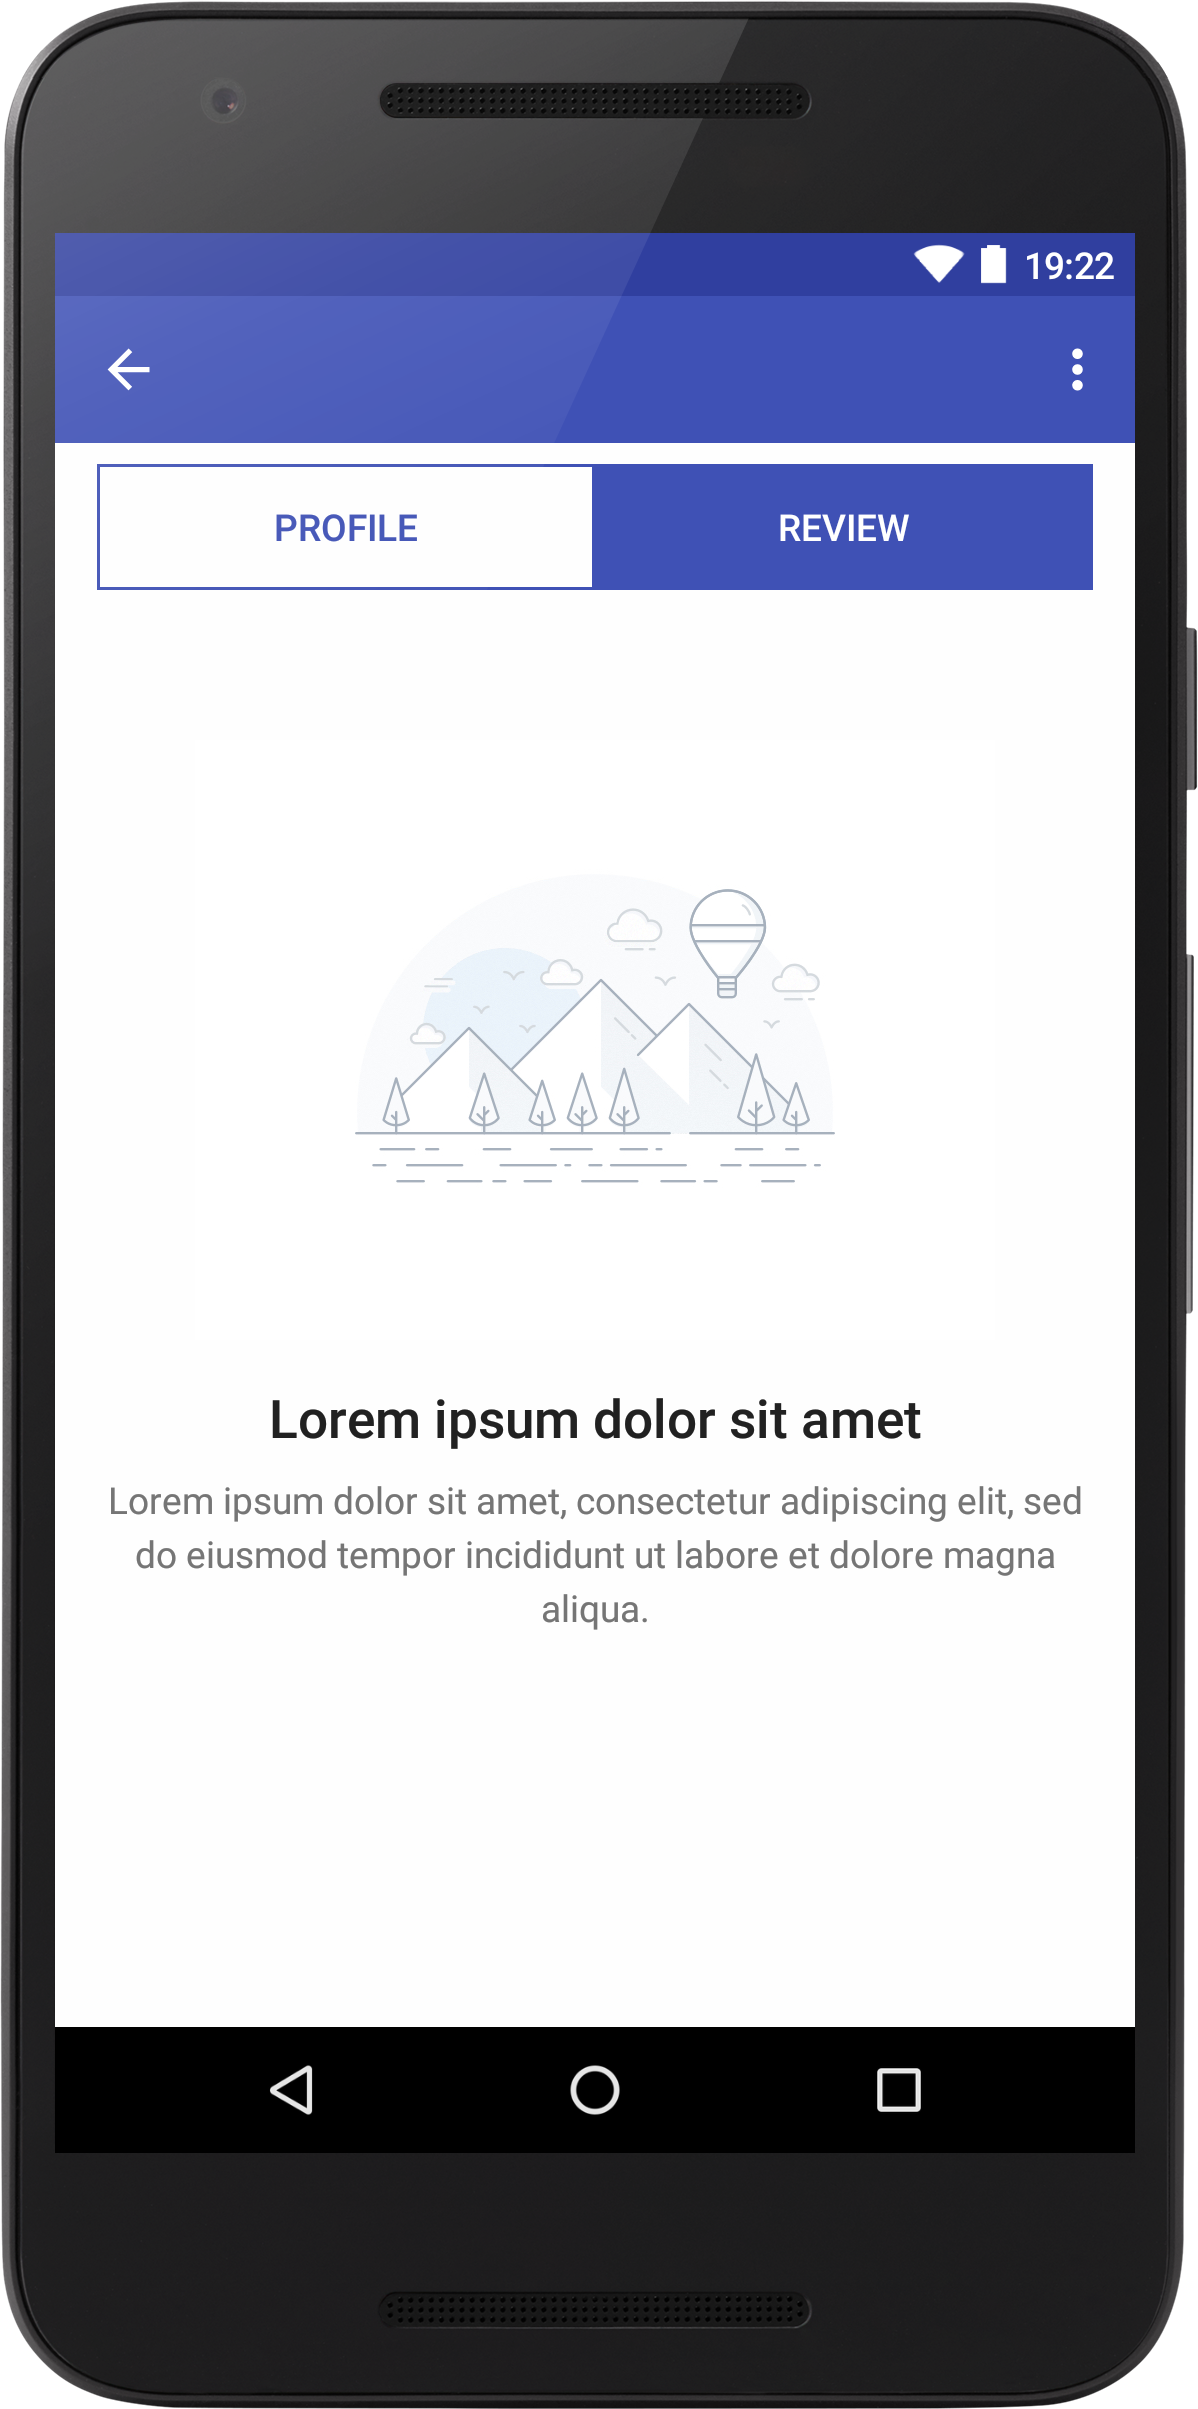 19:22
PROFILE REVIEW
Lorem ipsum dolor sit amet
Lorem ipsum dolor sit amet, consectetur adipiscing elit, sed
do eiusmod tempor incididunt ut labore et dolore magna
aliqua.